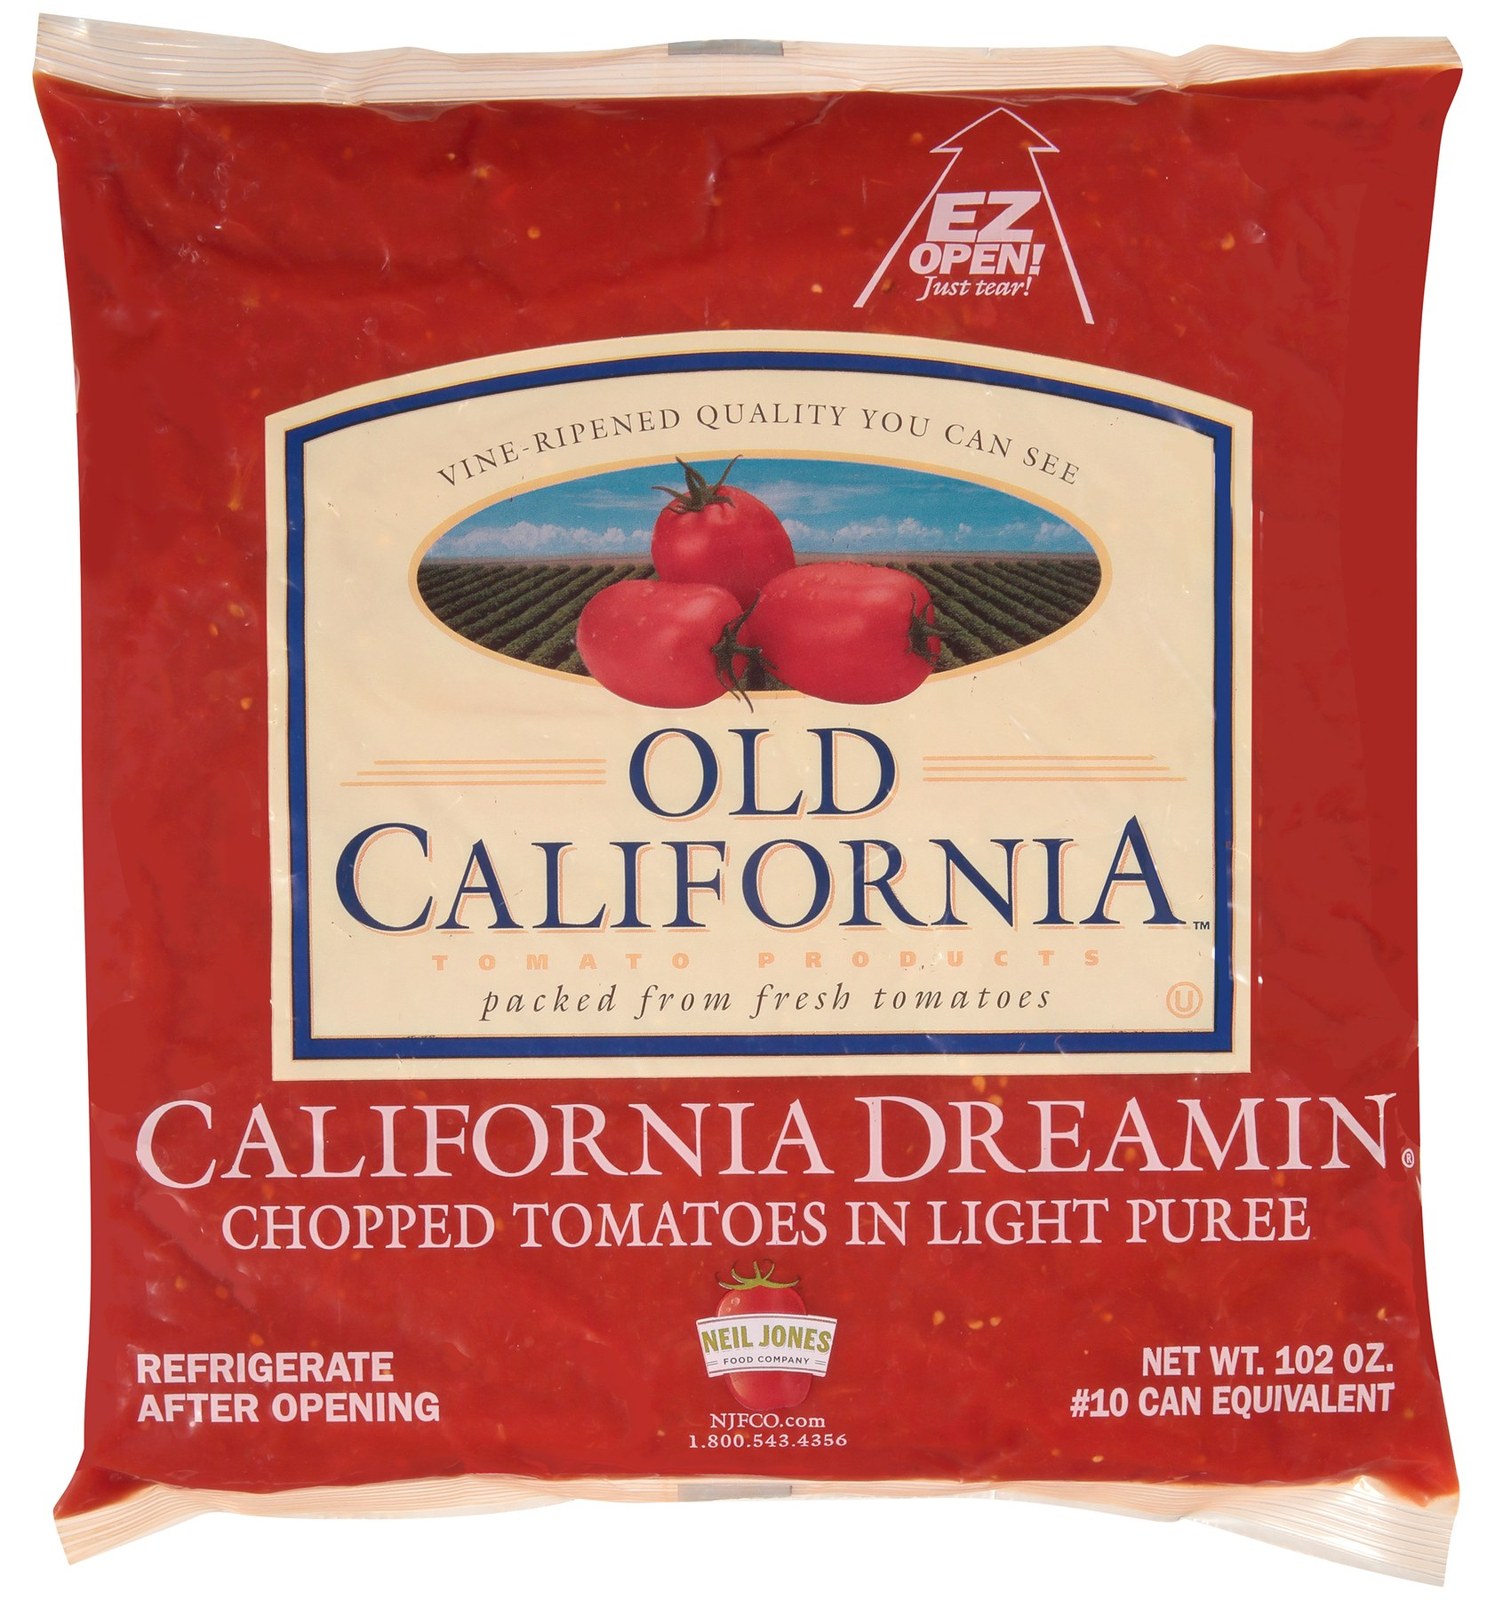 EZ
OPEN!
Just tear!
VINE-RIPENED QUALITY YOU CAN SEE
OLD
CALIFORNIA™
TOMATO PRODUCTS
packed from fresh tomatoes
U
CALIFORNIA DREAMIN®
CHOPPED TOMATOES IN LIGHT PUREE
NEIL JONES
FOOD COMPANY
NJFCO.com
1.800.543.4356
REFRIGERATE
AFTER OPENING
NET WT. 102 OZ.
#10 CAN EQUIVALENT